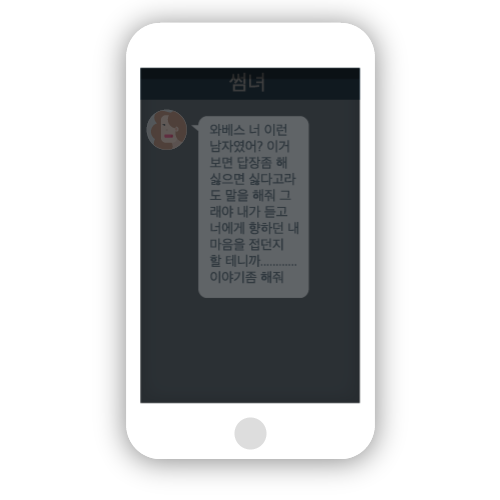 썸녀
와베스 너 이런
남자였어? 이거
보면 답장좀 해
싫으면 싫다고라
도 말을 해줘 그
래야 내가 듣고
너에게 향하던 내
마음을 접던지
할 테니까............
이야기좀 해줘